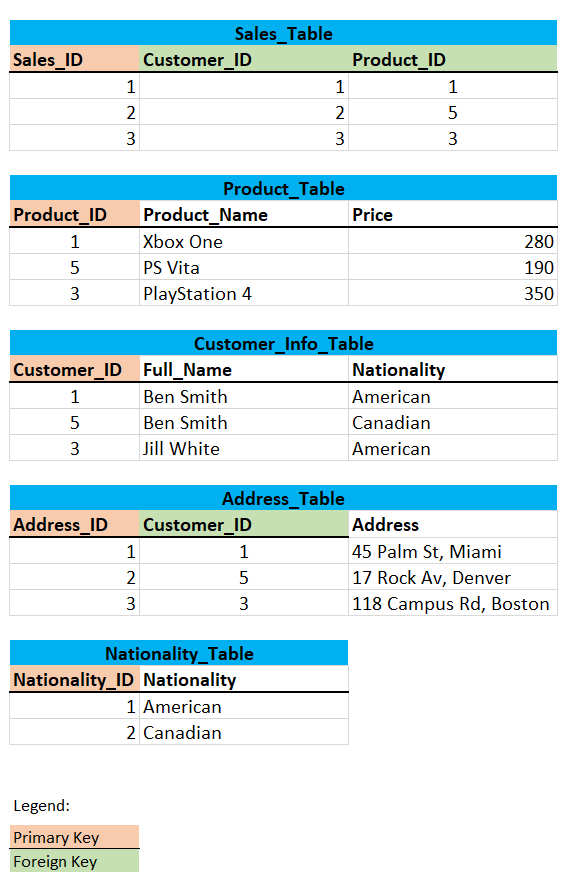 Sales_Table
Sales_ID Customer_ID Product_ID
1 1 1
2 2 5
3 3 3
Product_Table
Product_ID Product_Name Price
1 Xbox One 280
5 PS Vita 190
3 PlayStation 4 350
Customer_Info_Table
Customer_ID Full_Name Nationality
1 Ben Smith American
5 Ben Smith Canadian
3 Jill White American
Address_Table
Address_ID Customer_ID Address
1 1 45 Palm St, Miami
2 5 17 Rock Av, Denver
3 3 118 Campus Rd, Boston
Nationality_Table
Nationality_ID Nationality
1 American
2 Canadian
Legend:
Primary Key
Foreign Key